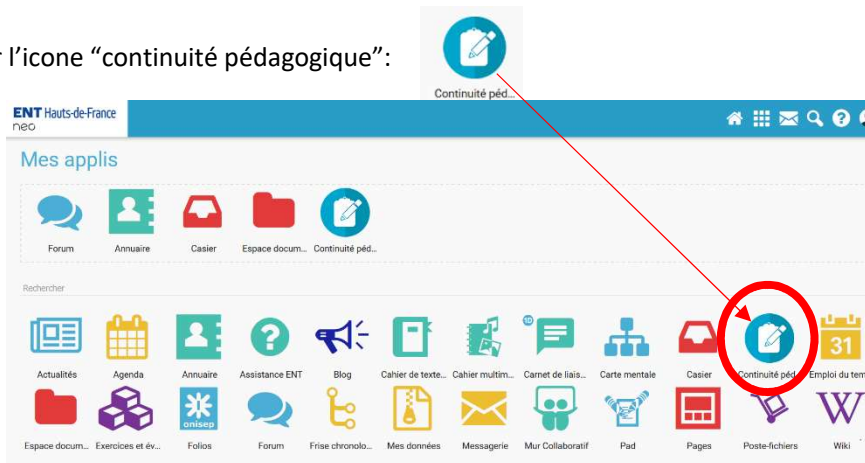 l’icone “continuité pédagogique”:
Continuité péd...
ENT Hauts-de-France
neo
Mes applis
Forum Annuaire Casier Espace docum... Continuité péd...
Rechercher
10
31
Actualités Agenda Annuaire Assistance ENT Blog Cahier de texte... Cahier multim... Carnet de liais... Carte mentale Casier Continuité péd... Emploi du tem
onisep
W
Espace docum... Exercices et év... Folios Forum Frise chronolo... Mes données Messagerie Mur Collaboratif Pad Pages Poste-fichiers Wiki